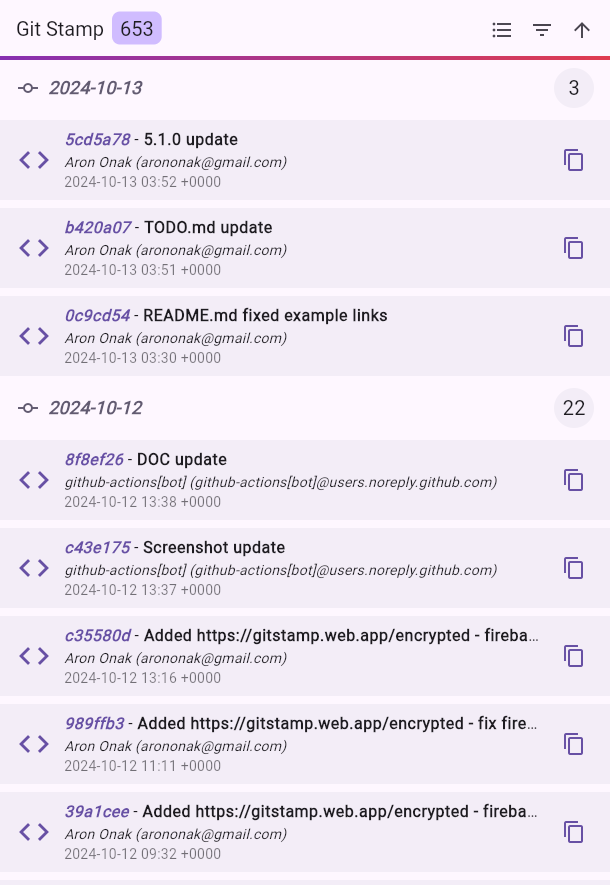 Git Stamp 653
2024-10-13 3
5cd5a78 - 5.1.0 update
Aron Onak (arononak@gmail.com)
2024-10-13 03:52 +0000
b420a07 - TODO.md update
Aron Onak (arononak@gmail.com)
2024-10-13 03:51 +0000
0c9cd54 - README.md fixed example links
Aron Onak (arononak@gmail.com)
2024-10-13 03:30 +0000
2024-10-12 22
8f8ef26 - DOC update
github-actions[bot] (github-actions[bot]@users.noreply.github.com)
2024-10-12 13:38 +0000
c43e175 - Screenshot update
github-actions[bot] (github-actions[bot]@users.noreply.github.com)
2024-10-12 13:37 +0000
c35580d - Added https://gitstamp.web.app/encrypted - fireba...
Aron Onak (arononak@gmail.com)
2024-10-12 13:16 +0000
989ffb3 - Added https://gitstamp.web.app/encrypted - fix fire...
Aron Onak (arononak@gmail.com)
2024-10-12 11:11 +0000
39a1cee - Added https://gitstamp.web.app/encrypted - fireba...
Aron Onak (arononak@gmail.com)
2024-10-12 09:32 +0000